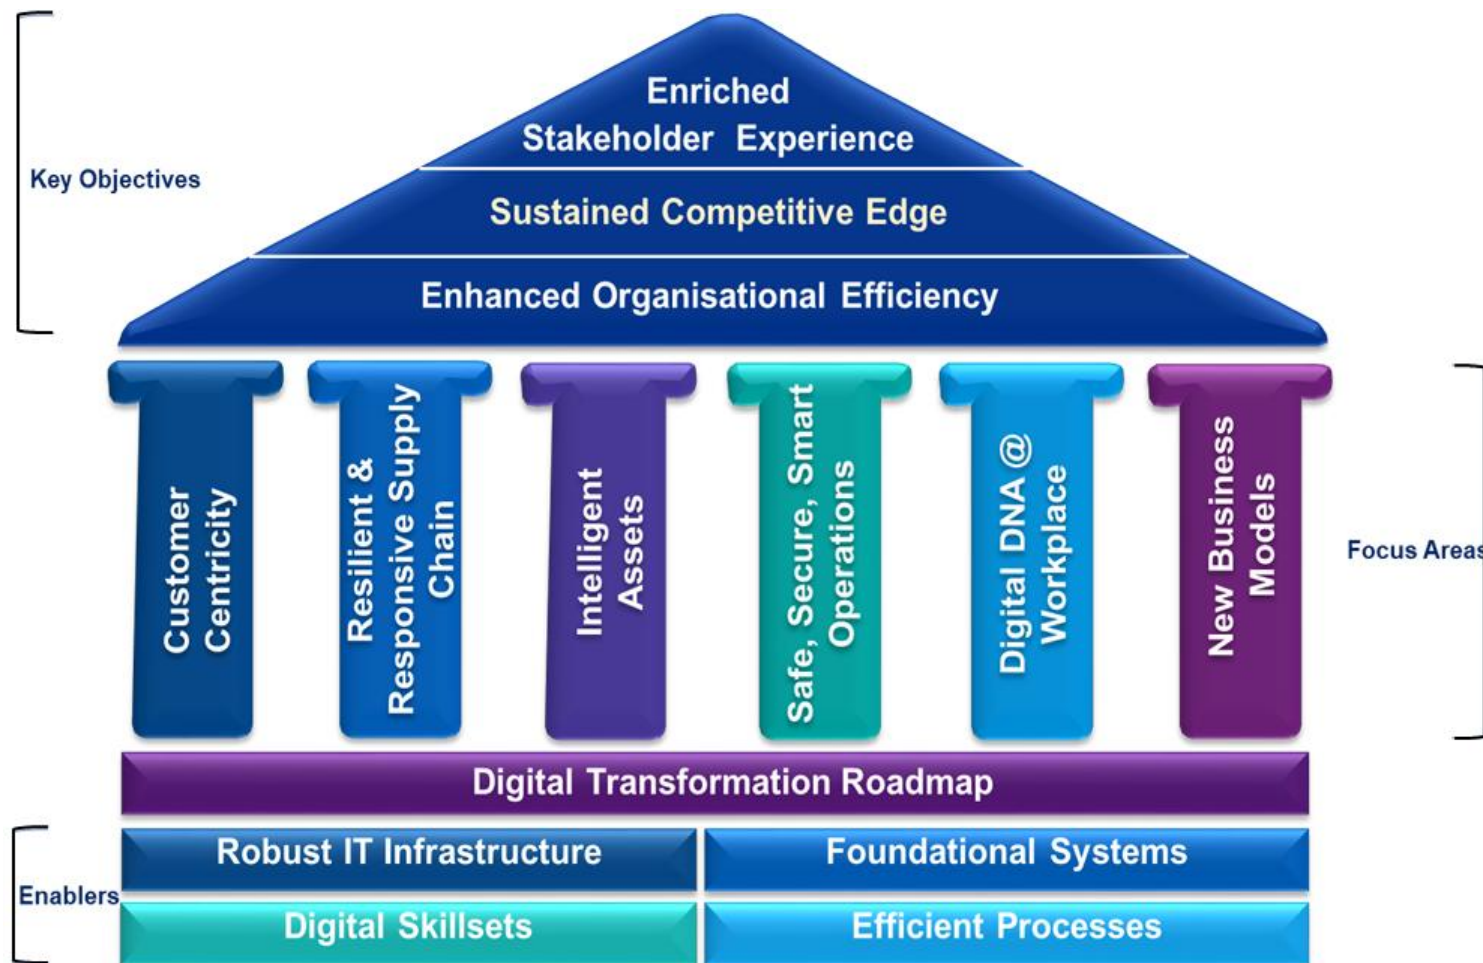 Enriched
Stakeholder Experience
Key Objectives
Sustained Competitive Edge
Enhanced Organisational Efficiency
Customer
Centricity
Resilient &
Responsive Supply
Chain
Intelligent
Assets
Safe, Secure, Smart
Operations
Digital DNA @
Workplace
New Business
Models
Focus Areas
Digital Transformation Roadmap
Robust IT Infrastructure
Foundational Systems
Enablers
Digital Skillsets
Efficient Processes